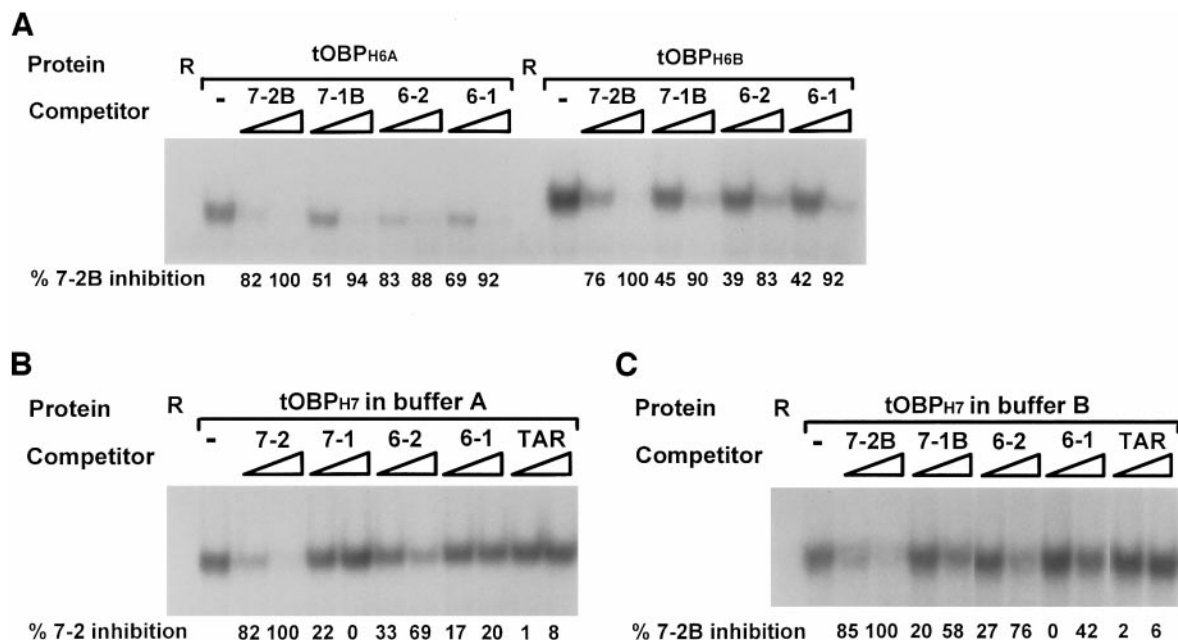 A
Protein R tOBPH6A R tOBPH6B
Competitor - 7-2B 7-1B 6-2 6-1 - 7-2B 7-1B 6-2 6-1
% 7-2B inhibition 82 100 51 94 83 88 69 92 76 100 45 90 39 83 42 92
B
Protein R tOBPH7 in buffer A
Competitor - 7-2 7-1 6-2 6-1 TAR
% 7-2 inhibition 82 100 22 0 33 69 17 20 1 8
C
Protein R tOBPH7 in buffer B
Competitor - 7-2B 7-1B 6-2 6-1 TAR
% 7-2B inhibition 85 100 20 58 27 76 0 42 2 6